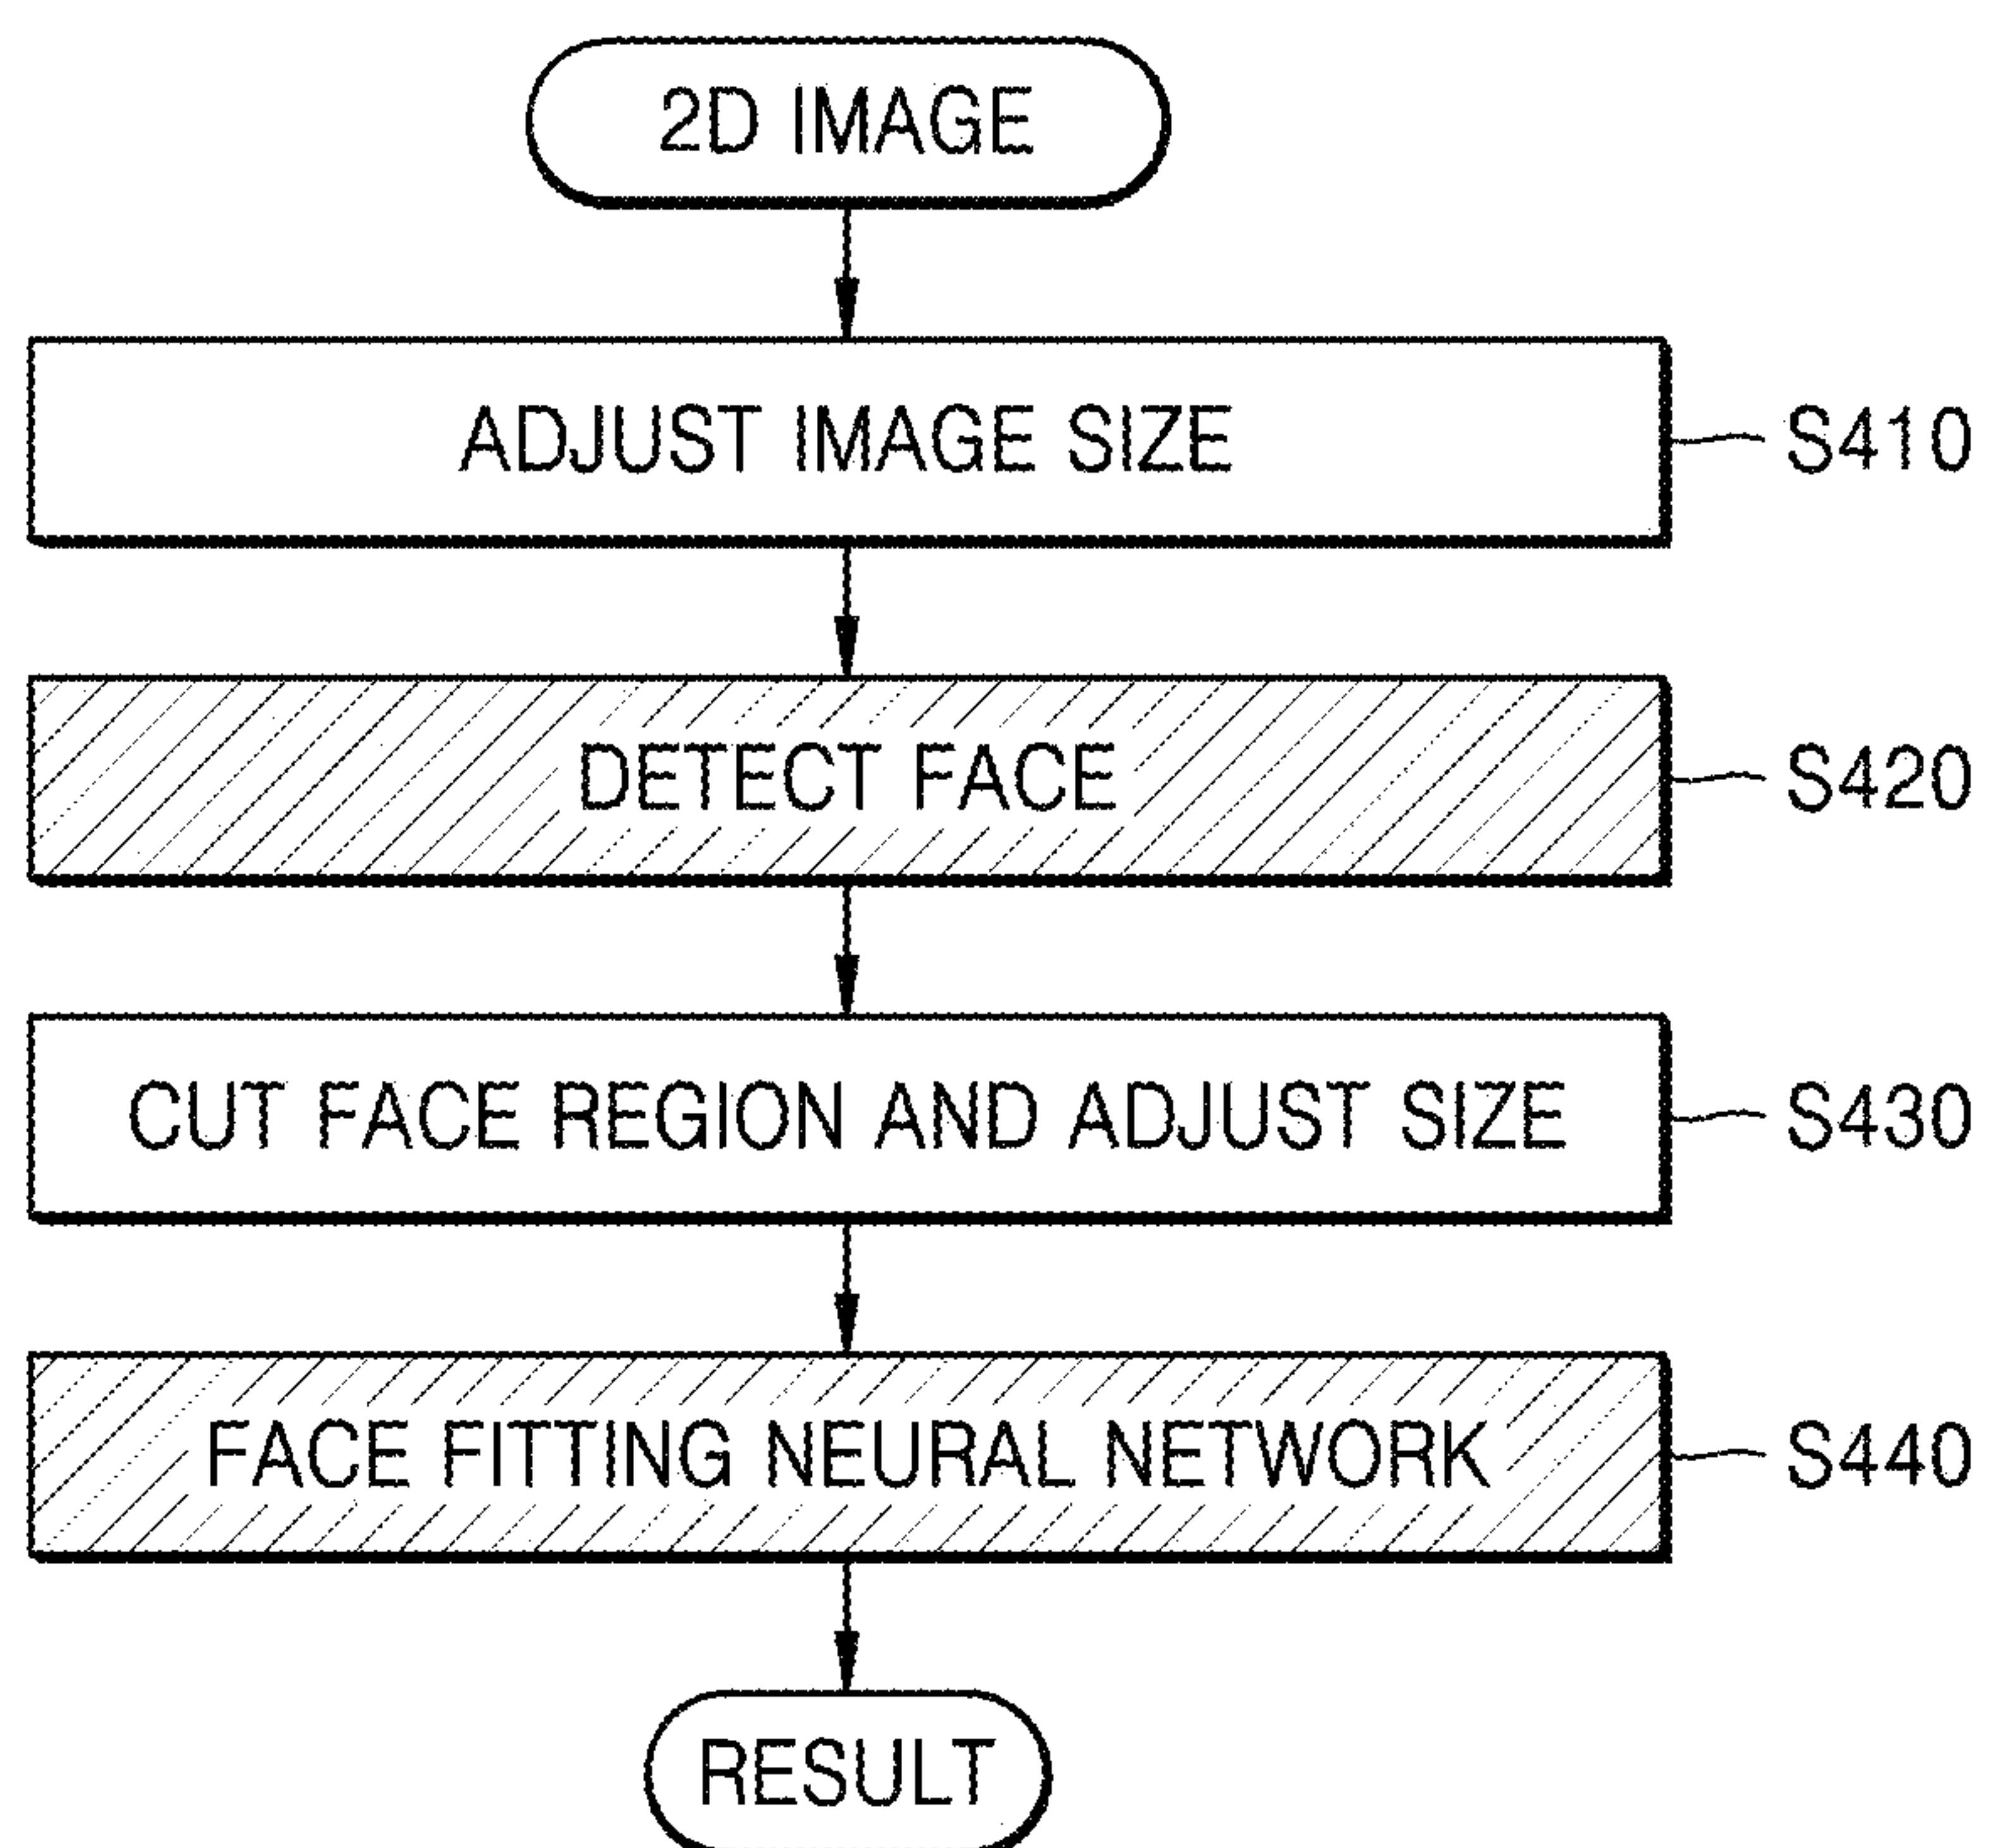 2D IMAGE
ADJUST IMAGE SIZE S410
DETECT FACE S420
CUT FACE REGION AND ADJUST SIZE S430
FACE FITTING NEURAL NETWORK S440
RESULT